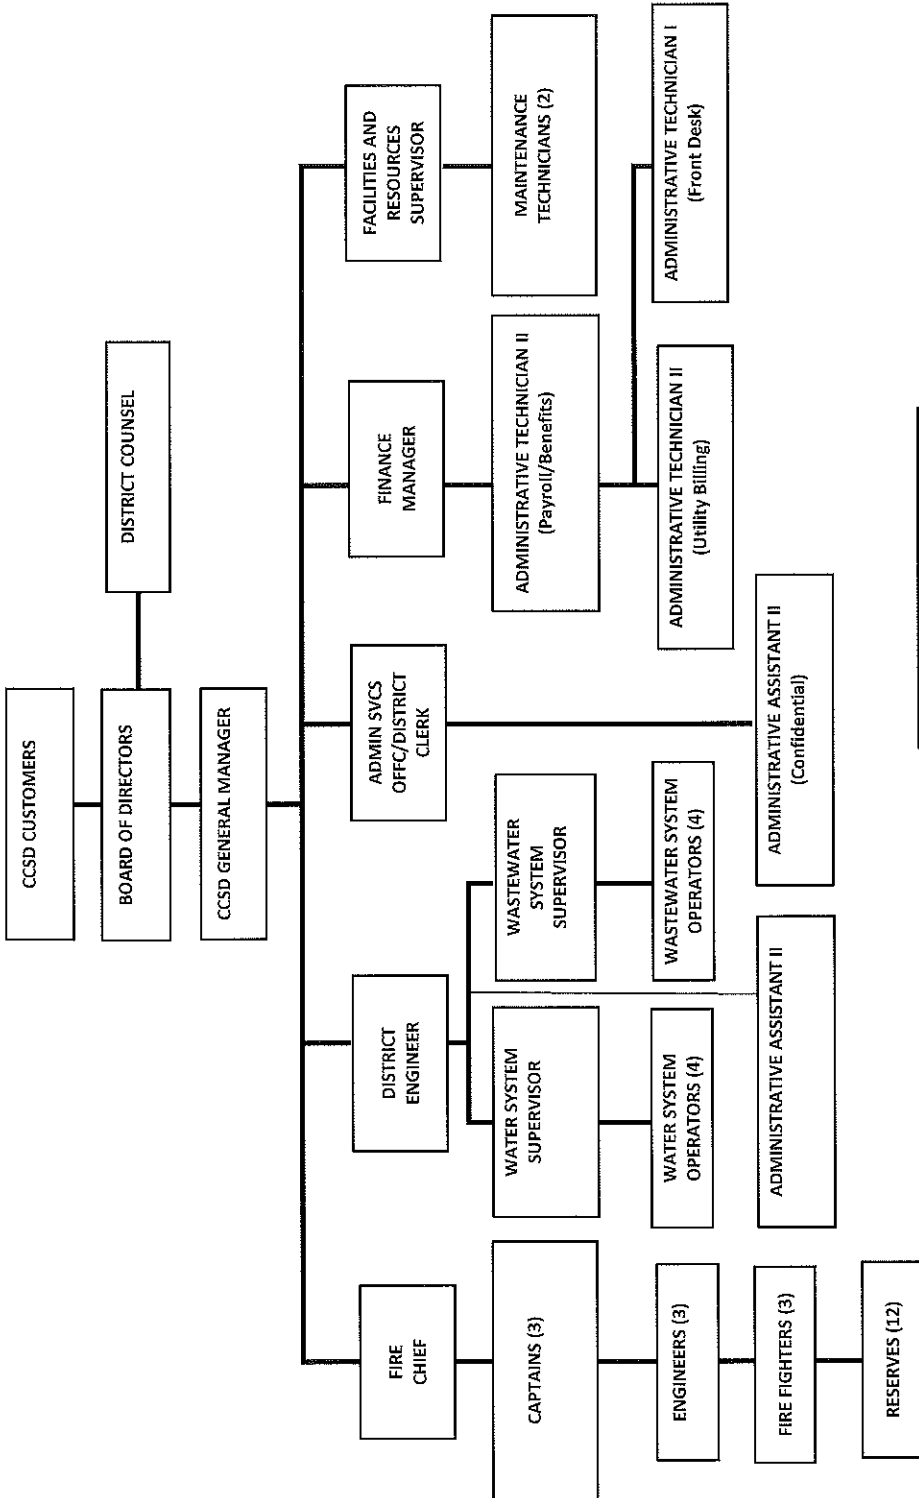 CCSD CUSTOMERS
BOARD OF DIRECTORS
DISTRICT COUNSEL
CCSD GENERAL MANAGER
FIRE
CHIEF
DISTRICT
ENGINEER
ADMIN SVCS
OFFC/DISTRICT
CLERK
FINANCE
MANAGER
FACILITIES AND
RESOURCES
SUPERVISOR
CAPTAINS (3)
WATER SYSTEM
SUPERVISOR
WASTEWATER
SYSTEM
SUPERVISOR
ADMINISTRATIVE TECHNICIAN II
(Payroll/Benefits)
MAINTENANCE
TECHNICIANS (2)
ENGINEERS (3)
WATER SYSTEM
OPERATORS (4)
WASTEWATER SYSTEM
OPERATORS (4)
ADMINISTRATIVE TECHNICIAN II
(Utility Billing)
ADMINISTRATIVE TECHNICIAN I
(Front Desk)
FIRE FIGHTERS (3)
ADMINISTRATIVE ASSISTANT II
ADMINISTRATIVE ASSISTANT II
(Confidential)
RESERVES (12)